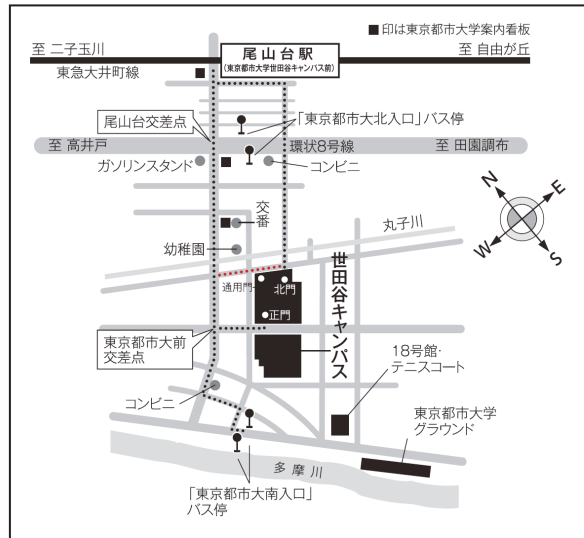 ■印は東京都市大学案内看板
至 二子玉川
尾山台駅
(東京都市大学世田谷キャンパス前)
至 自由が丘
東急大井町線
尾山台交差点
「東京都市大北入口」バス停
至 高井戸
環状8号線
至 田園調布
ガソリンスタンド
コンビニ
交番
幼稚園
丸子川
N
E
W
S
通用門
北門
正門
世田谷キャンパス
東京都市大前
交差点
18号館・
テニスコート
コンビニ
東京都市大学
グラウンド
多摩川
「東京都市大南入口」
バス停